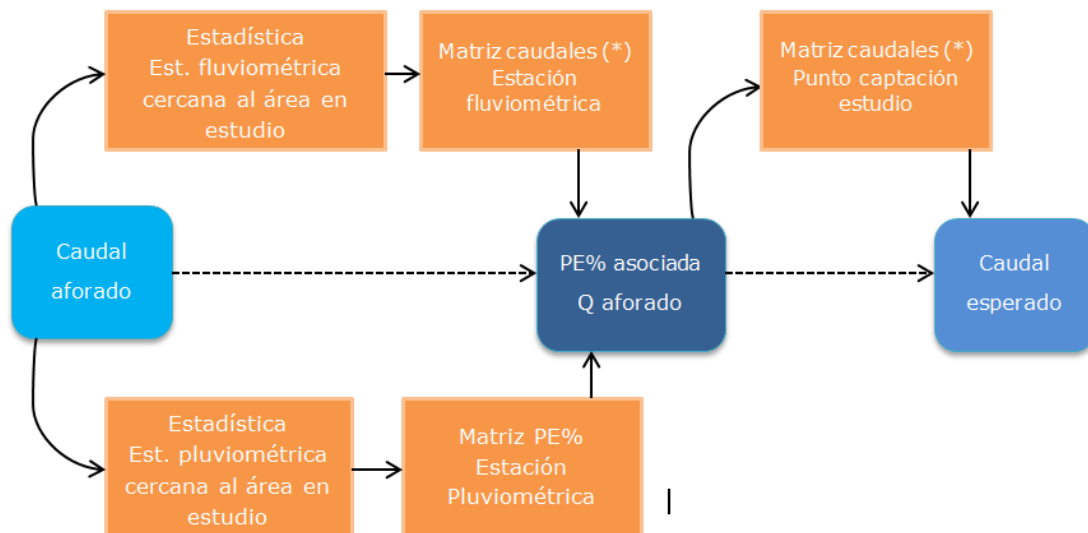 Estadística
Est. fluviométrica
cercana al área en
estudio
Matriz caudales (*)
Estación
fluviométrica
Matriz caudales (*)
Punto captación
estudio
Caudal
aforado
PE% asociada
Q aforado
Caudal
esperado
Estadística
Est. pluviométrica
cercana al área en
estudio
Matriz PE%
Estación
Pluviométrica